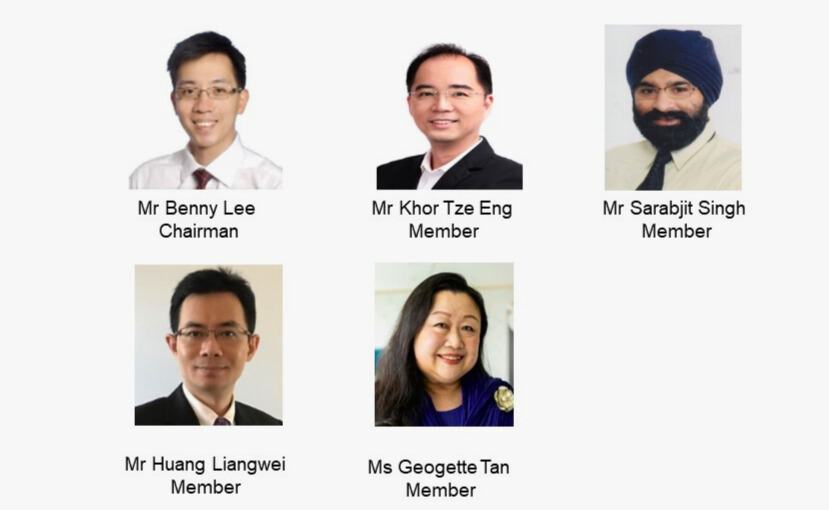 Mr Benny Lee
Chairman
Mr Khor Tze Eng
Member
Mr Sarabjit Singh
Member
Mr Huang Liangwei
Member
Ms Geogette Tan
Member